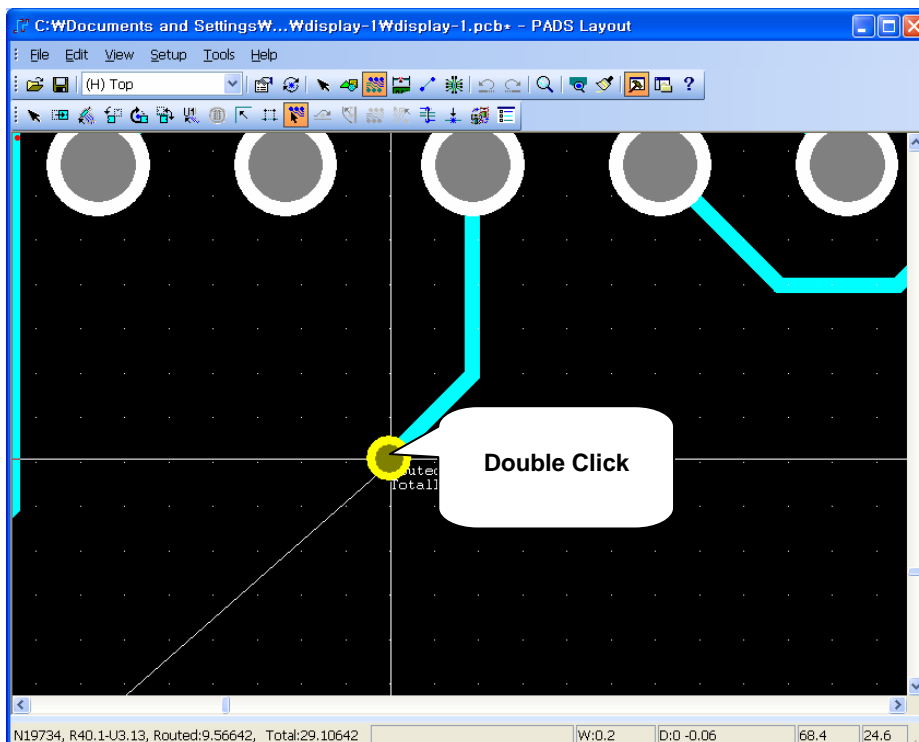 C:₩Documents and Settings₩...₩display-1₩display-1.pcb* - PADS Layout
File Edit View Setup Tools Help
(H) Top
U1
Double Click
N19734, R40.1-U3.13, Routed:9.56642, Total:29.10642 W:0.2 D:0 -0.06 68.4 24.6